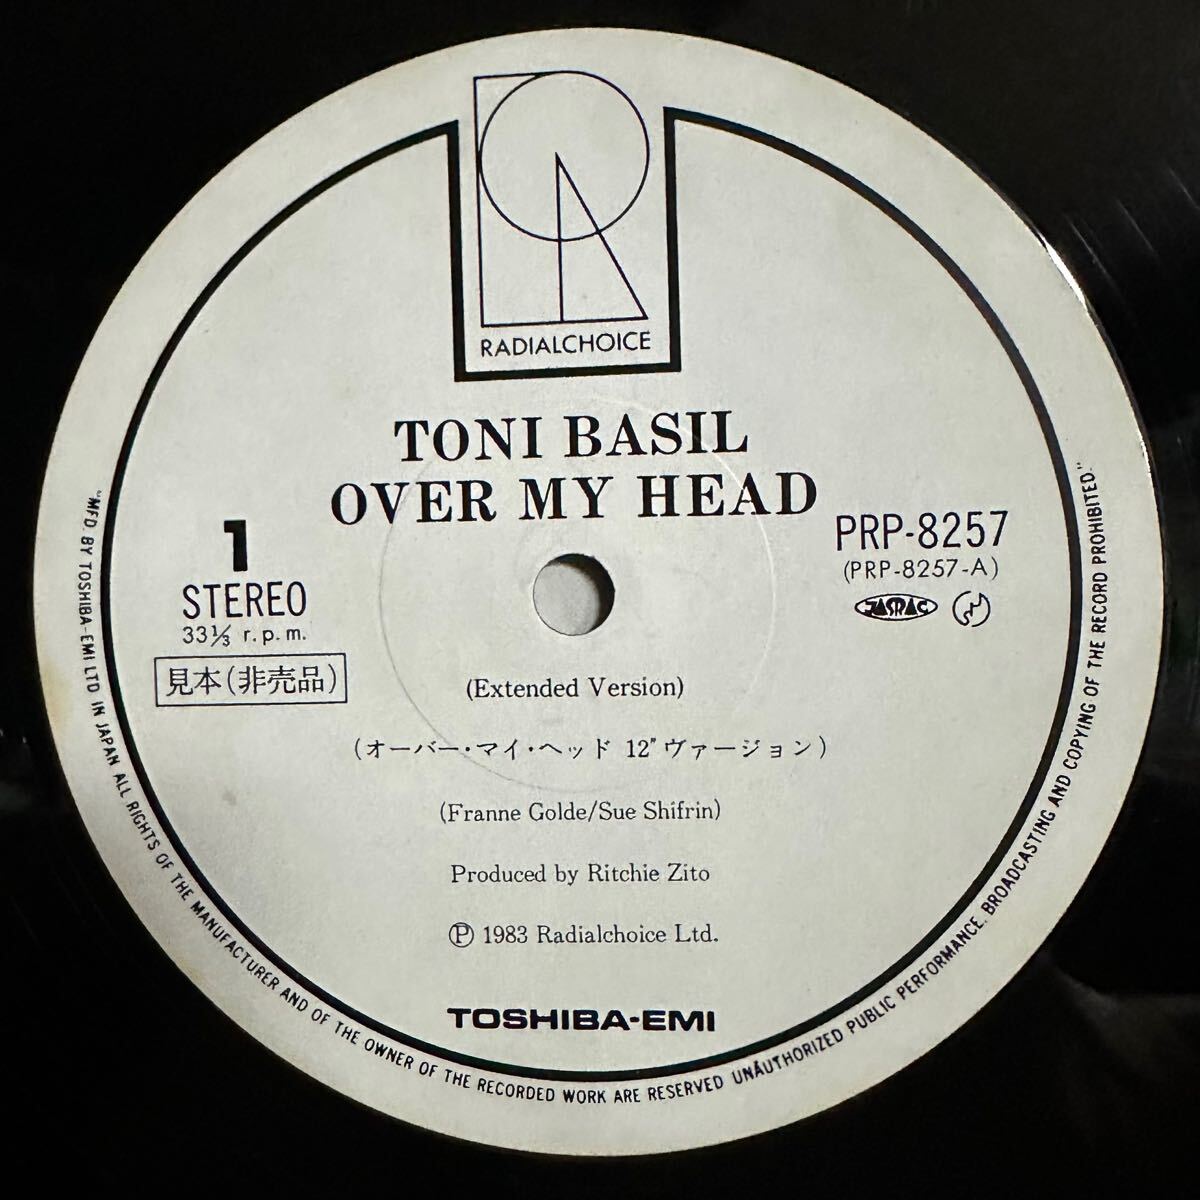 RADIALCHOICE
TONI BASIL
OVER MY HEAD
1
STEREO
33⅓ r.p.m.
見本(非売品)
PRP-8257
(PRP-8257-A)
JASRAC
(Extended Version)
(オーバー・マイ・ヘッド 12"ヴァージョン)
(Franne Golde/Sue Shifrin)
Produced by Ritchie Zito
Ⓟ 1983 Radialchoice Ltd.
TOSHIBA-EMI
"MFD. BY TOSHIBA-EMI LTD IN JAPAN ALL RIGHTS OF THE MANUFACTURER AND OF THE OWNER OF THE RECORDED WORK ARE RESERVED UNAUTHORIZED PUBLIC PERFORMANCE. BROADCASTING AND COPYING OF THE RECORD PROHIBITED."